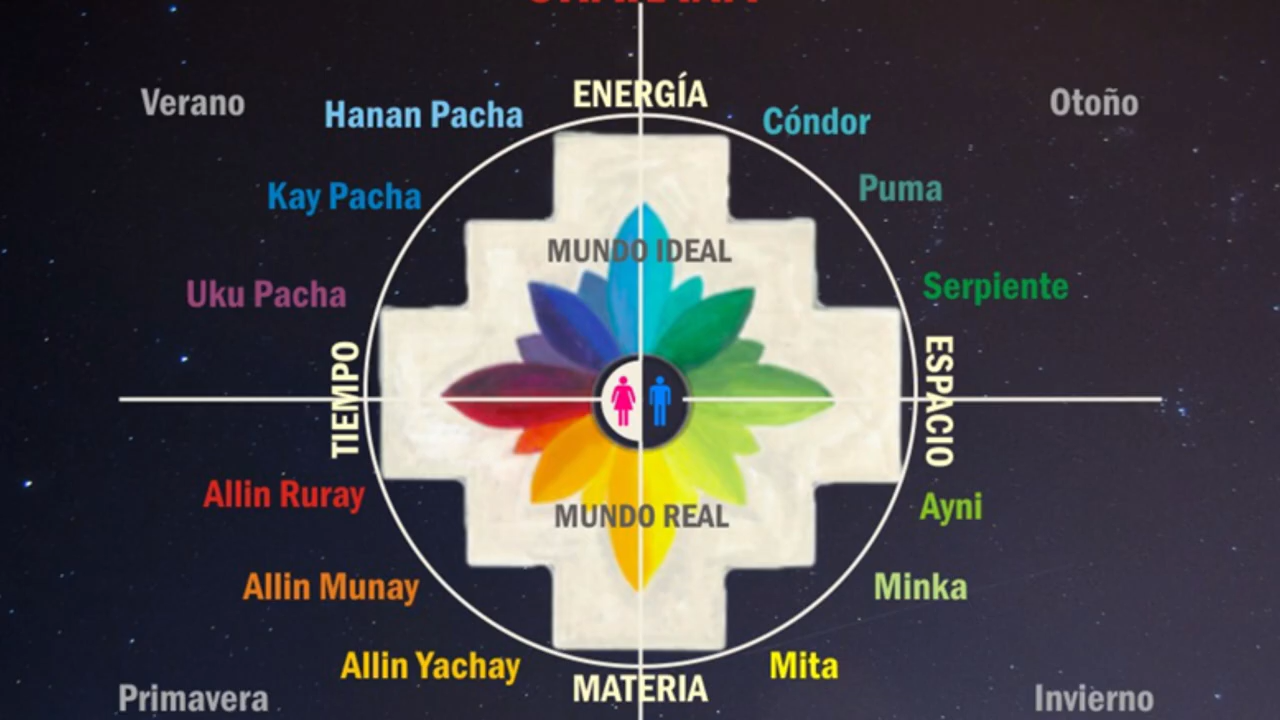 ENERGÍA
Verano
Hanan Pacha
Cóndor
Otoño
Kay Pacha
Puma
MUNDO IDEAL
Uku Pacha
Serpiente
TIEMPO
ESPACIO
Allin Ruray
Ayni
MUNDO REAL
Allin Munay
Minka
Allin Yachay
Mita
MATERIA
Primavera
Invierno